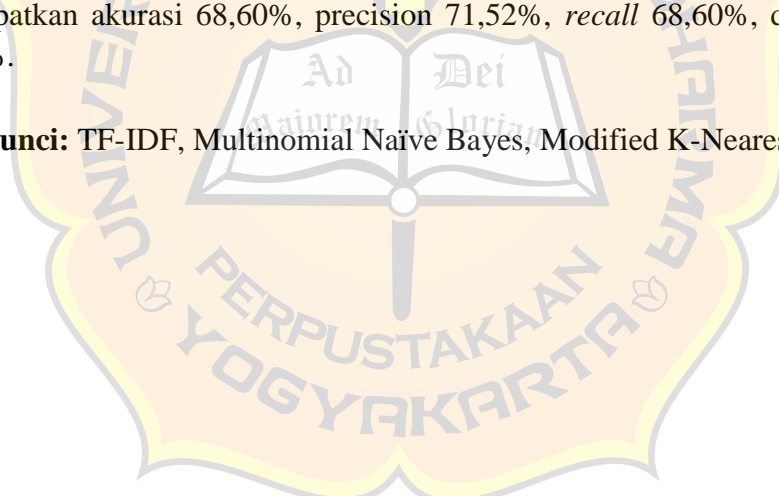 patkan akurasi 68,60%, precision 71,52%, recall 68,60%,
Ad Dei
Maiorem Gloriam
unci: TF-IDF, Multinomial Naïve Bayes, Modified K-Neares
PERPUSTAKAAN
YOGYAKARTA